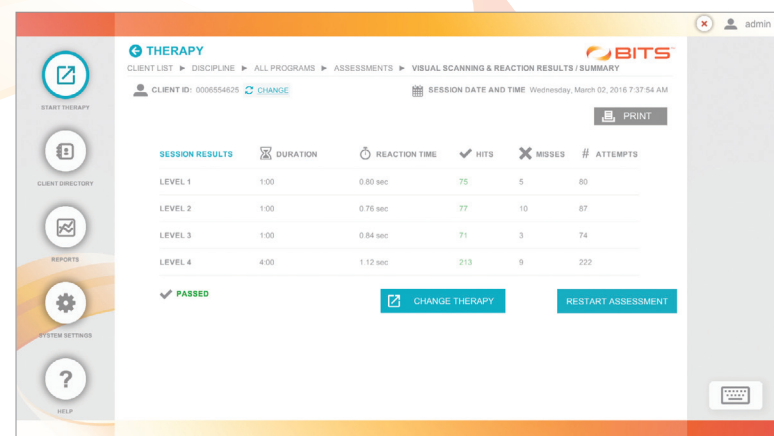 admin
THERAPY
BITS
CLIENT LIST ► DISCIPLINE ► ALL PROGRAMS ► ASSESSMENTS ► VISUAL SCANNING & REACTION RESULTS / SUMMARY
CLIENT ID: 0006554625 CHANGE
SESSION DATE AND TIME Wednesday, March 02, 2016 7:37:54 AM
PRINT
START THERAPY
CLIENT DIRECTORY
REPORTS
SYSTEM SETTINGS
HELP
SESSION RESULTS DURATION REACTION TIME HITS MISSES # ATTEMPTS
LEVEL 1 1:00 0.80 sec 75 5 80
LEVEL 2 1:00 0.76 sec 77 10 87
LEVEL 3 1:00 0.84 sec 71 3 74
LEVEL 4 4:00 1.12 sec 213 9 222
PASSED
CHANGE THERAPY
RESTART ASSESSMENT